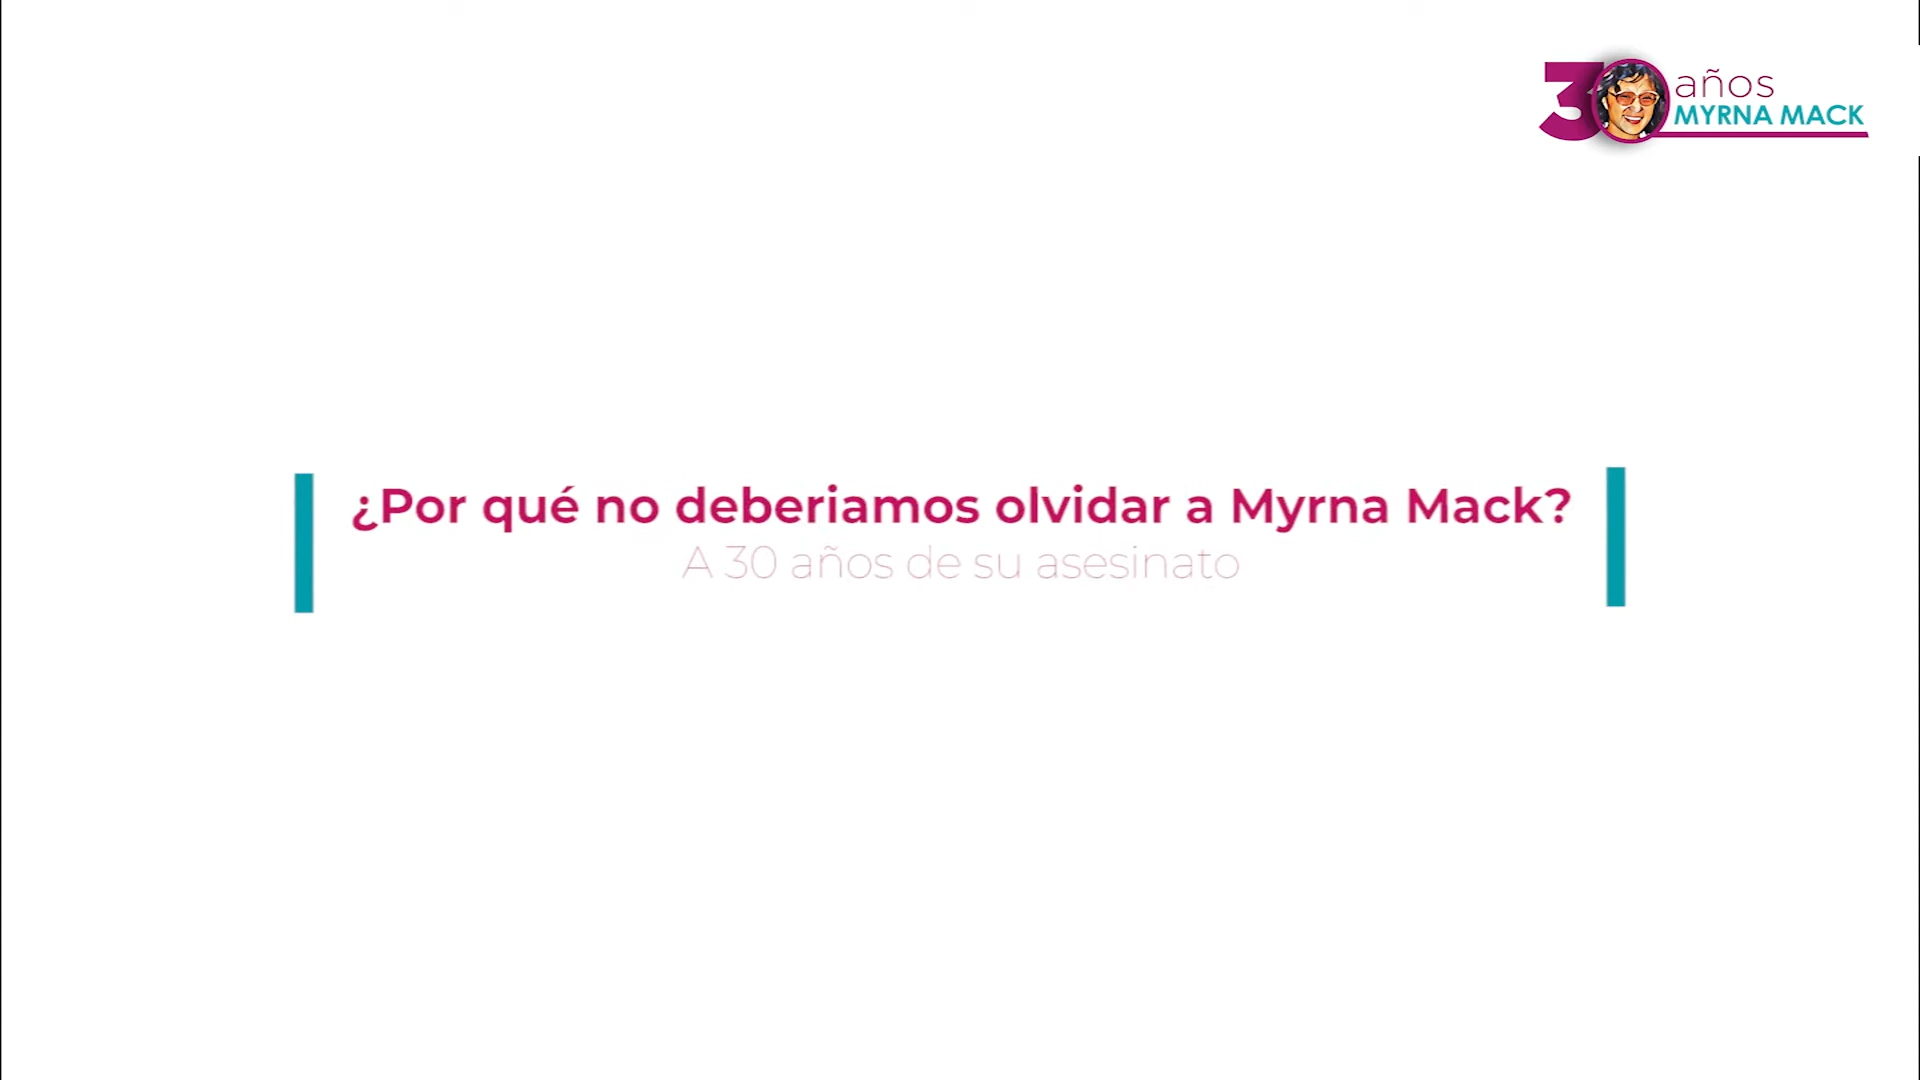 30 años
MYRNA MACK
¿Por qué no deberiamos olvidar a Myrna Mack?
A 30 años de su asesinato